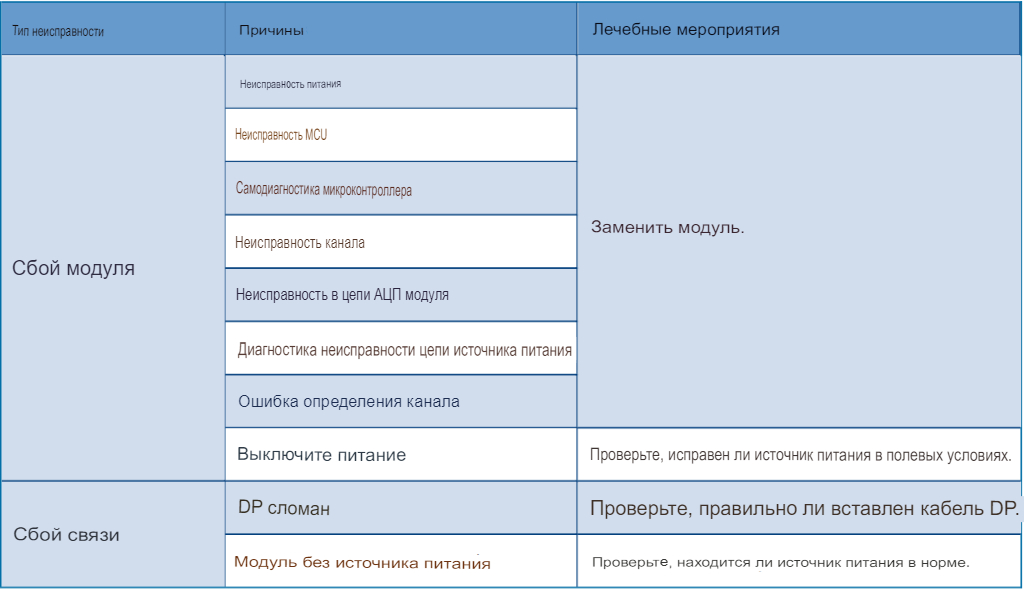 Тип неисправности
Причины
Лечебные мероприятия
Сбой модуля
Неисправность питания
Заменить модуль.
Неисправность MCU
Самодиагностика микроконтроллера
Неисправность канала
Неисправность в цепи АЦП модуля
Диагностика неисправности цепи источника питания
Ошибка определения канала
Выключите питание
Проверьте, исправен ли источник питания в полевых условиях.
Сбой связи
DP сломан
Проверьте, правильно ли вставлен кабель DP.
Модуль без источника питания
Проверьте, находится ли источник питания в норме.